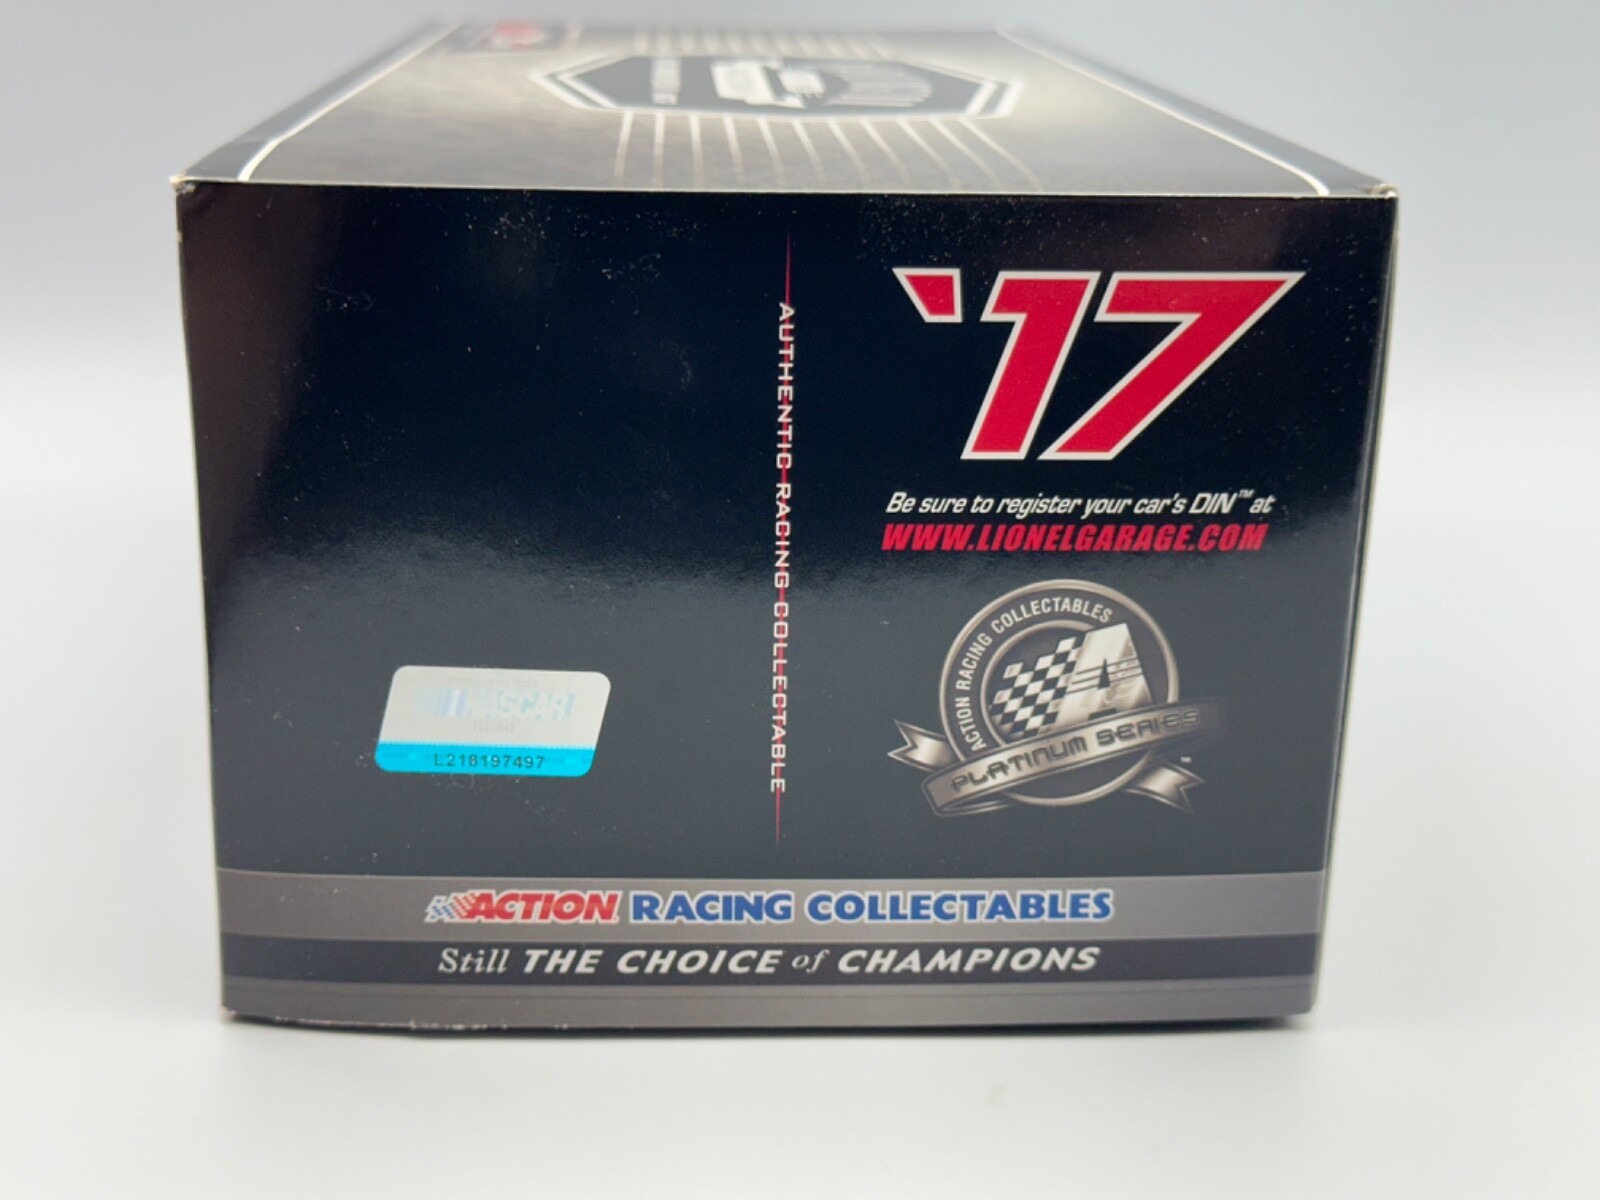 AUTHENTIC RACING COLLECTABLE
'17
Be sure to register your car's DIN™ at
WWW.LIONELGARAGE.COM
ACTION RACING COLLECTABLES
A
PLATINUM SERIES™
NASCAR
L218197497
ACTION RACING COLLECTABLES
Still THE CHOICE of CHAMPIONS